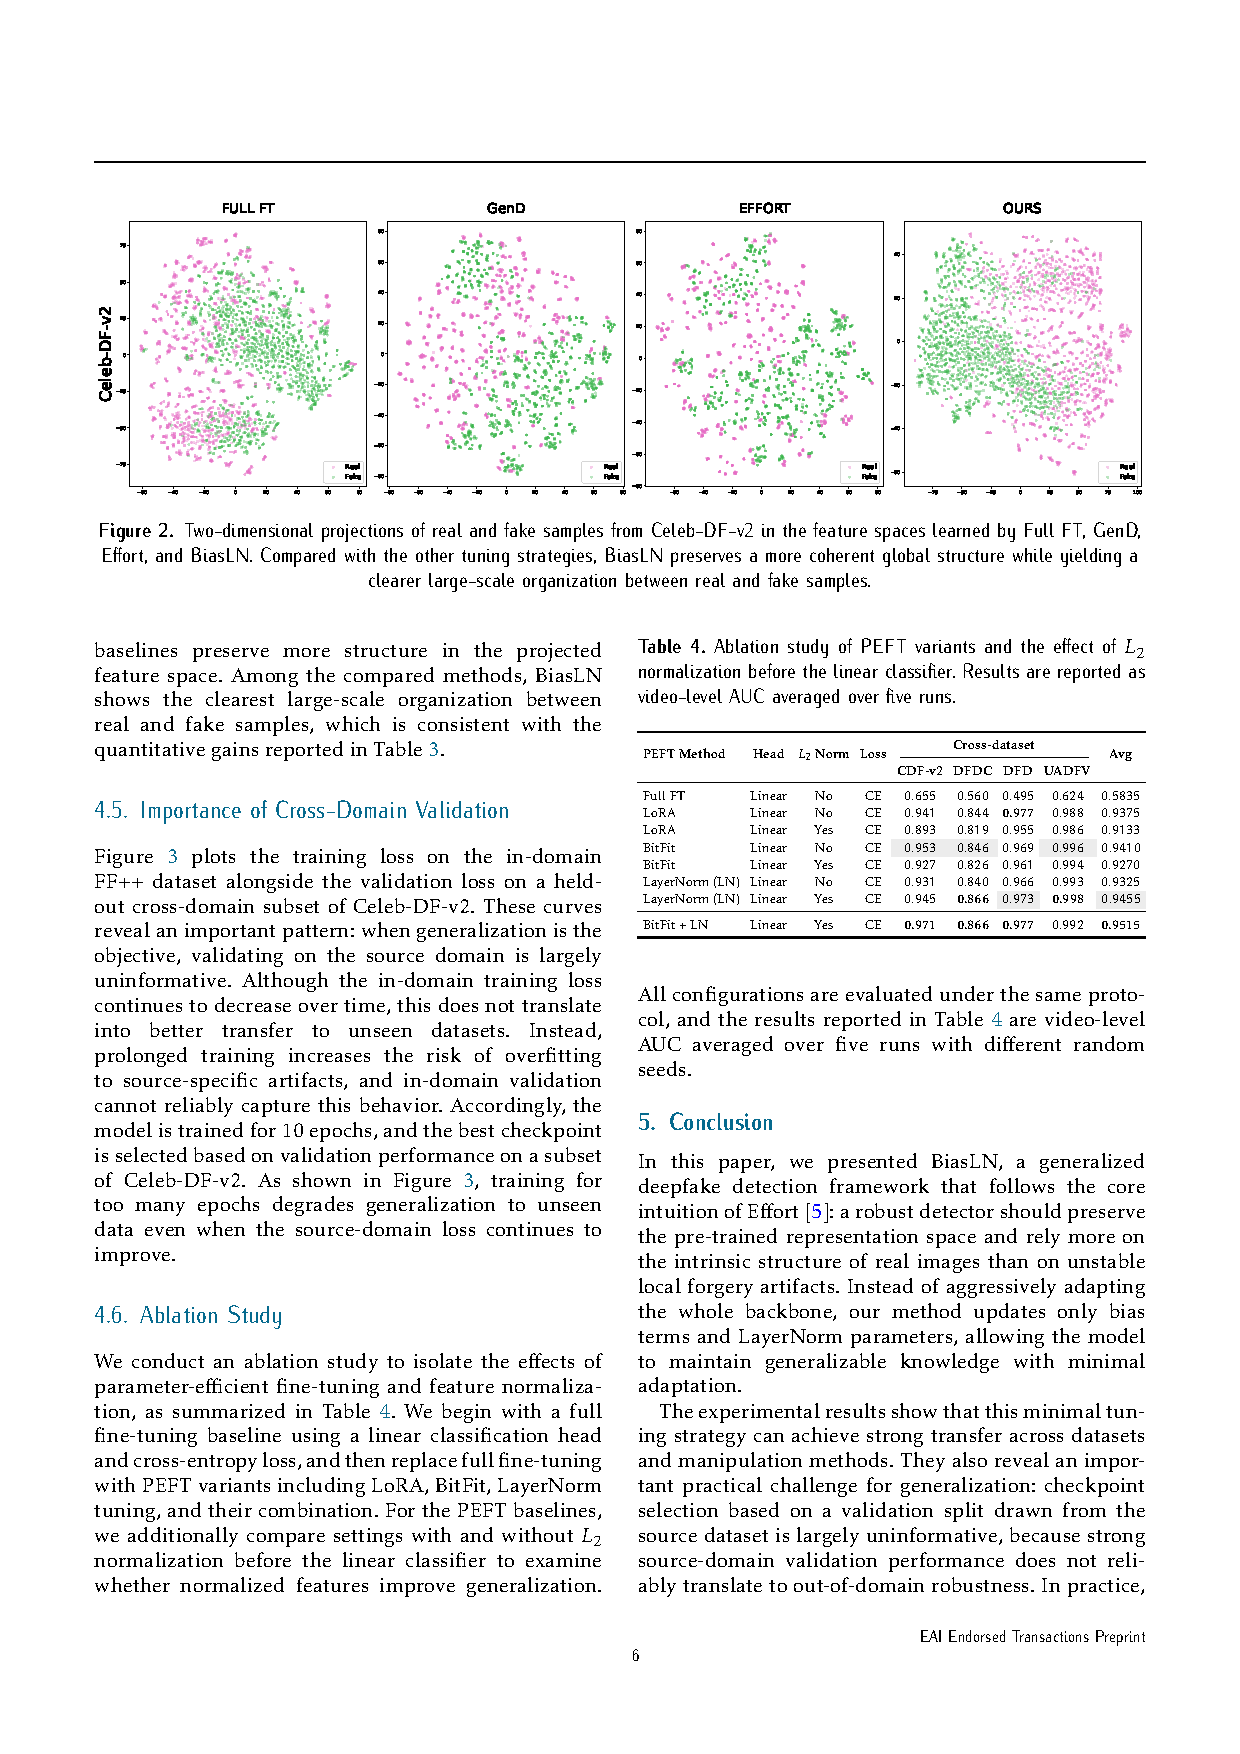 FULL FT
GenD
EFFORT
OURS
Celeb-DF-v2
Real
Fake
Real
Fake
Real
Fake
Real
Fake
Figure 2. Two-dimensional projections of real and fake samples from Celeb-DF-v2 in the feature spaces learned by Full FT, GenD,
Effort, and BiasLN. Compared with the other tuning strategies, BiasLN preserves a more coherent global structure while yielding a
clearer large-scale organization between real and fake samples.
baselines preserve more structure in the projected
feature space. Among the compared methods, BiasLN
shows the clearest large-scale organization between
real and fake samples, which is consistent with the
quantitative gains reported in Table 3.
4.5. Importance of Cross-Domain Validation
Figure 3 plots the training loss on the in-domain
FF++ dataset alongside the validation loss on a held-
out cross-domain subset of Celeb-DF-v2. These curves
reveal an important pattern: when generalization is the
objective, validating on the source domain is largely
uninformative. Although the in-domain training loss
continues to decrease over time, this does not translate
into better transfer to unseen datasets. Instead,
prolonged training increases the risk of overfitting
to source-specific artifacts, and in-domain validation
cannot reliably capture this behavior. Accordingly, the
model is trained for 10 epochs, and the best checkpoint
is selected based on validation performance on a subset
of Celeb-DF-v2. As shown in Figure 3, training for
too many epochs degrades generalization to unseen
data even when the source-domain loss continues to
improve.
4.6. Ablation Study
We conduct an ablation study to isolate the effects of
parameter-efficient fine-tuning and feature normaliza-
tion, as summarized in Table 4. We begin with a full
fine-tuning baseline using a linear classification head
and cross-entropy loss, and then replace full fine-tuning
with PEFT variants including LoRA, BitFit, LayerNorm
tuning, and their combination. For the PEFT baselines,
we additionally compare settings with and without L2
normalization before the linear classifier to examine
whether normalized features improve generalization.
Table 4. Ablation study of PEFT variants and the effect of L2
normalization before the linear classifier. Results are reported as
video-level AUC averaged over five runs.
PEFT Method Head L2 Norm Loss Cross-dataset Avg
CDF-v2 DFDC DFD UADFV
Full FT Linear No CE 0.655 0.560 0.495 0.624 0.5835
LoRA Linear No CE 0.941 0.844 0.977 0.988 0.9375
LoRA Linear Yes CE 0.893 0.819 0.955 0.986 0.9133
BitFit Linear No CE 0.953 0.846 0.969 0.996 0.9410
BitFit Linear Yes CE 0.927 0.826 0.961 0.994 0.9270
LayerNorm (LN) Linear No CE 0.931 0.840 0.966 0.993 0.9325
LayerNorm (LN) Linear Yes CE 0.945 0.866 0.973 0.998 0.9455
BitFit + LN Linear Yes CE 0.971 0.866 0.977 0.992 0.9515
All configurations are evaluated under the same proto-
col, and the results reported in Table 4 are video-level
AUC averaged over five runs with different random
seeds.
5. Conclusion
In this paper, we presented BiasLN, a generalized
deepfake detection framework that follows the core
intuition of Effort [5]: a robust detector should preserve
the pre-trained representation space and rely more on
the intrinsic structure of real images than on unstable
local forgery artifacts. Instead of aggressively adapting
the whole backbone, our method updates only bias
terms and LayerNorm parameters, allowing the model
to maintain generalizable knowledge with minimal
adaptation.
The experimental results show that this minimal tun-
ing strategy can achieve strong transfer across datasets
and manipulation methods. They also reveal an impor-
tant practical challenge for generalization: checkpoint
selection based on a validation split drawn from the
source dataset is largely uninformative, because strong
source-domain validation performance does not reli-
ably translate to out-of-domain robustness. In practice,
EAI Endorsed Transactions Preprint
6